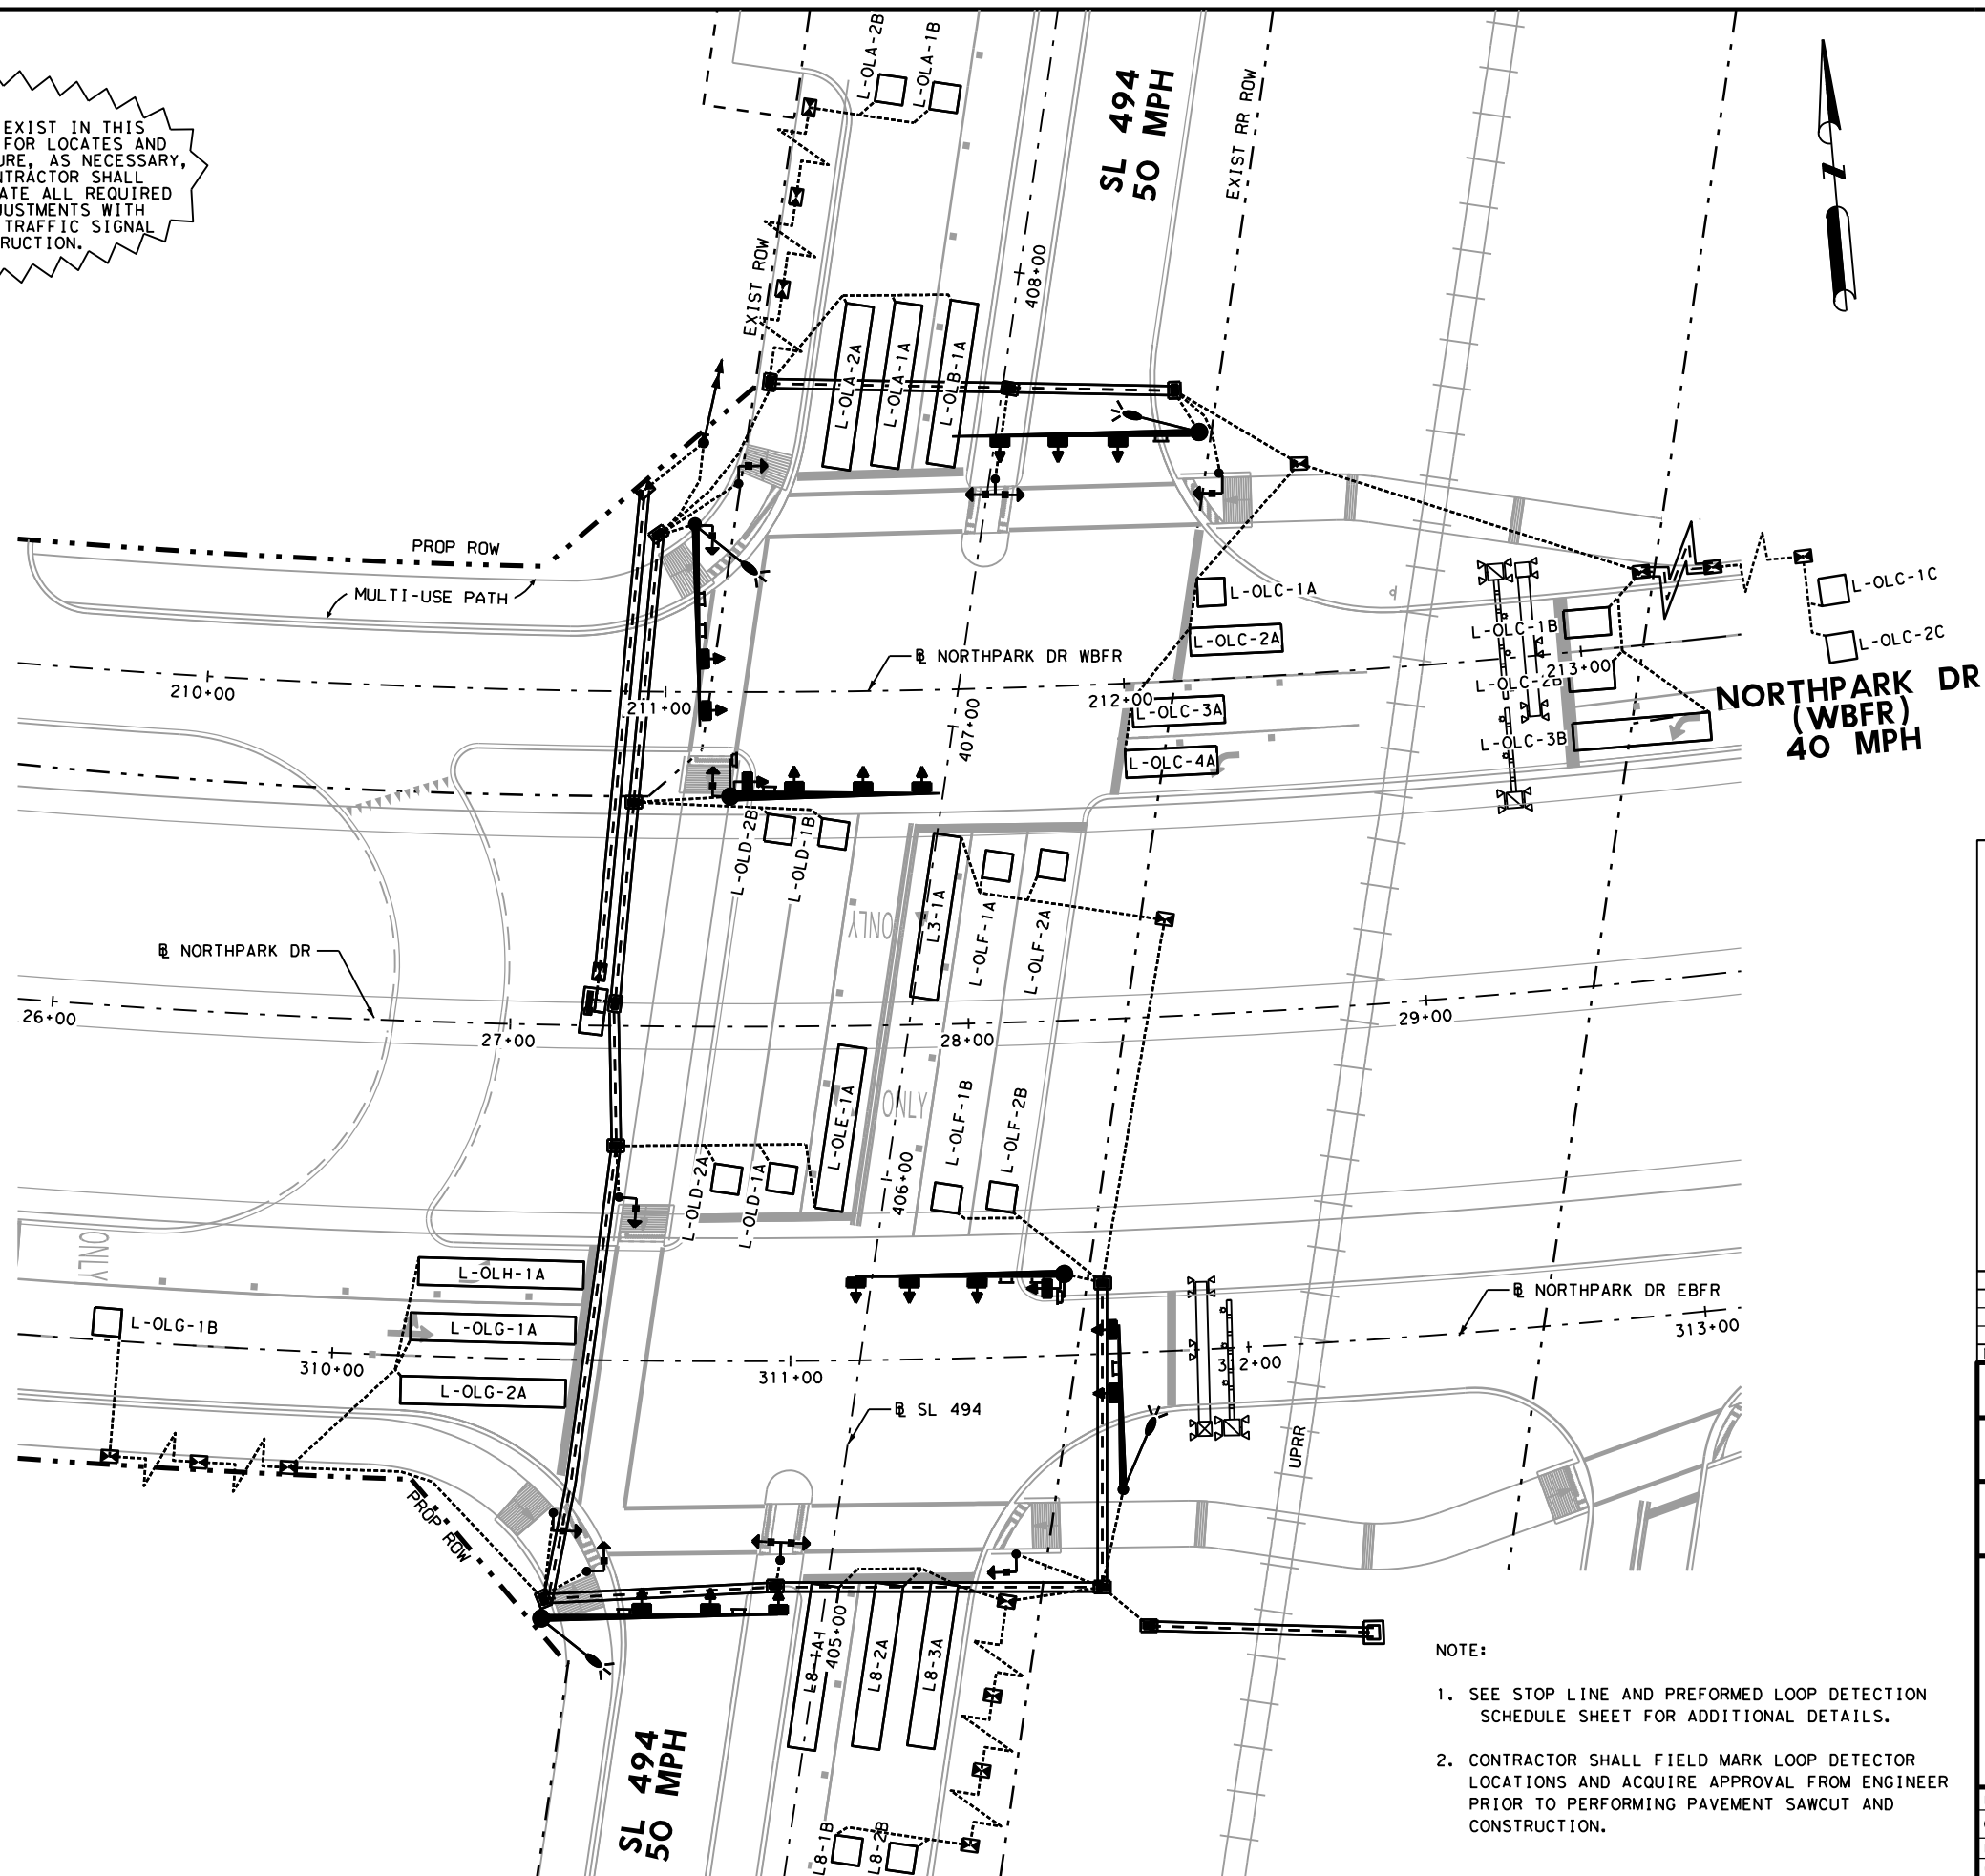 EXIST IN THIS
FOR LOCATES AND
URE, AS NECESSARY,
NTRACTOR SHALL
ATE ALL REQUIRED
JUSTMENTS WITH
TRAFFIC SIGNAL
RUCTION.
L-OLA-2B
L-OLA-1B
SL 494
50 MPH
EXIST RR ROW
N
EXIST ROW
408+00
L-OLA-2A
L-OLA-1A
L-OLB-1A
PROP ROW
MULTI-USE PATH
L-OLC-1A
L-OLC-2A
L-OLC-1B
L-OLC-1C
L-OLC-2C
L-OLC-2B
213+00
℄ NORTHPARK DR WBFR
210+00
211+00
212+00
407+00
L-OLC-3A
L-OLC-4A
L-OLC-3B
NORTHPARK DR
(WBFR)
40 MPH
L-OLD-2B
L-OLD-1B
ONLY
L3-1A
L-OLF-1A
L-OLF-2A
℄ NORTHPARK DR
26+00
27+00
28+00
29+00
L-OLE-1A
ONLY
L-OLF-1B
L-OLF-2B
L-OLD-2A
L-OLD-1A
406+00
ONLY
L-OLH-1A
L-OLG-1B
L-OLG-1A
L-OLG-2A
310+00
311+00
312+00
313+00
℄ NORTHPARK DR EBFR
℄ SL 494
UPRR
PROP ROW
L8-1A
405+00
L8-2A
L8-3A
SL 494
50 MPH
L8-1B
L8-2B
NOTE:
1. SEE STOP LINE AND PREFORMED LOOP DETECTION
SCHEDULE SHEET FOR ADDITIONAL DETAILS.
2. CONTRACTOR SHALL FIELD MARK LOOP DETECTOR
LOCATIONS AND ACQUIRE APPROVAL FROM ENGINEER
PRIOR TO PERFORMING PAVEMENT SAWCUT AND
CONSTRUCTION.